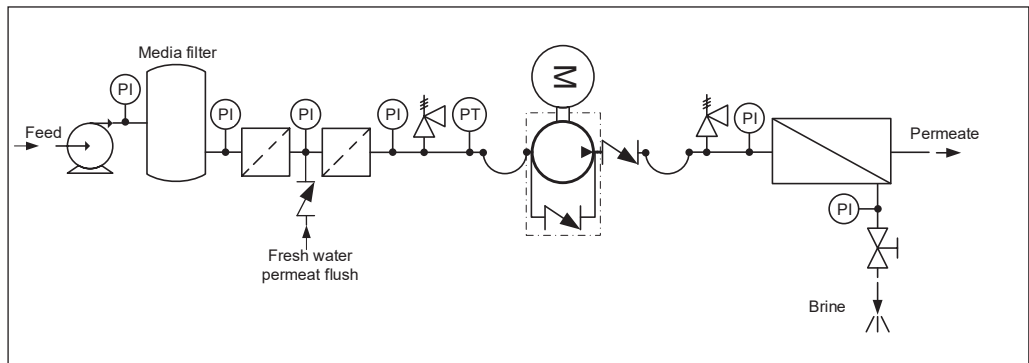 Media filter
M
PI
PI
PI
PI
PT
PI
Feed
Permeate
PI
Fresh water
permeat flush
Brine